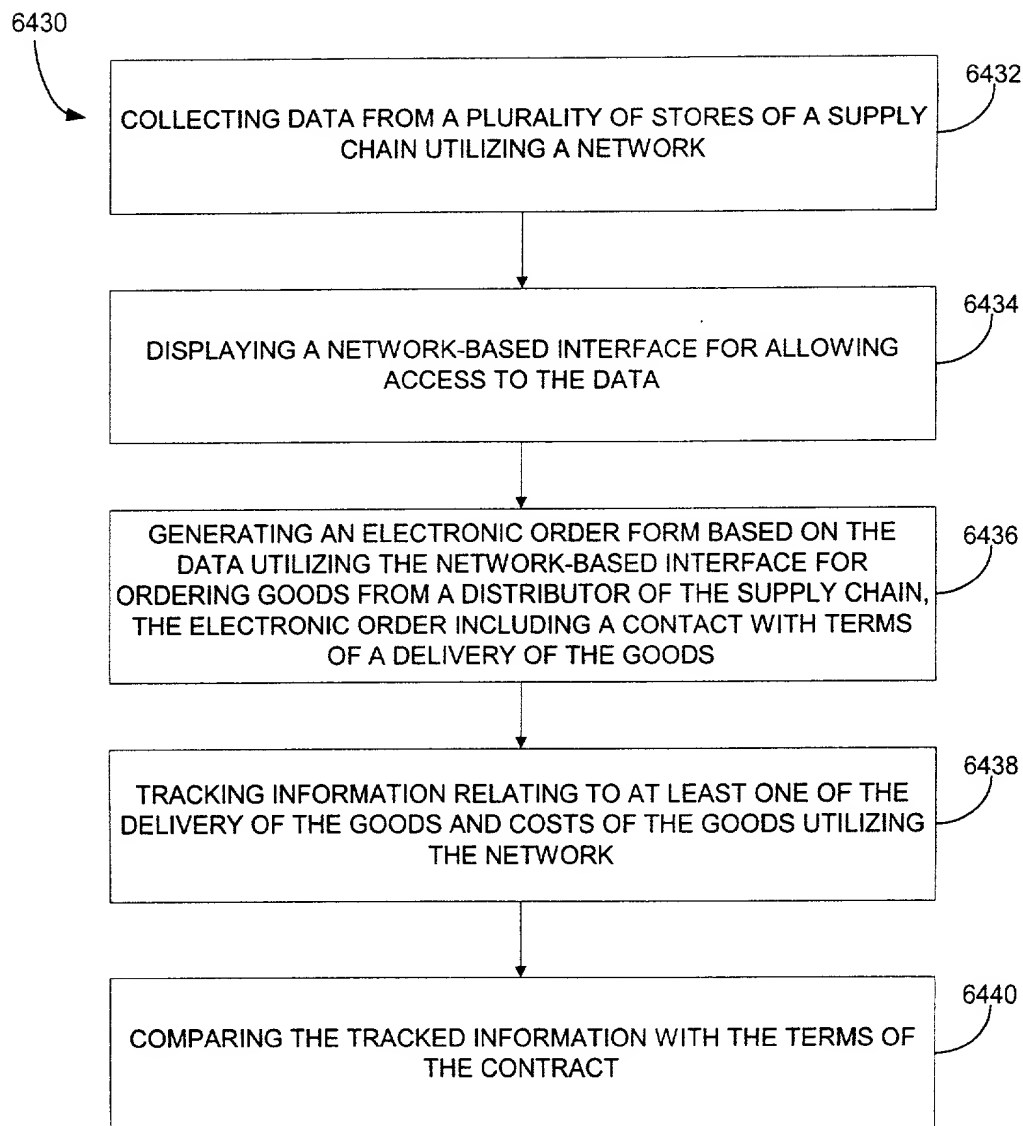 6430
6432
COLLECTING DATA FROM A PLURALITY OF STORES OF A SUPPLY
CHAIN UTILIZING A NETWORK
6434
DISPLAYING A NETWORK-BASED INTERFACE FOR ALLOWING
ACCESS TO THE DATA
6436
GENERATING AN ELECTRONIC ORDER FORM BASED ON THE
DATA UTILIZING THE NETWORK-BASED INTERFACE FOR
ORDERING GOODS FROM A DISTRIBUTOR OF THE SUPPLY CHAIN,
THE ELECTRONIC ORDER INCLUDING A CONTACT WITH TERMS
OF A DELIVERY OF THE GOODS
6438
TRACKING INFORMATION RELATING TO AT LEAST ONE OF THE
DELIVERY OF THE GOODS AND COSTS OF THE GOODS UTILIZING
THE NETWORK
6440
COMPARING THE TRACKED INFORMATION WITH THE TERMS OF
THE CONTRACT